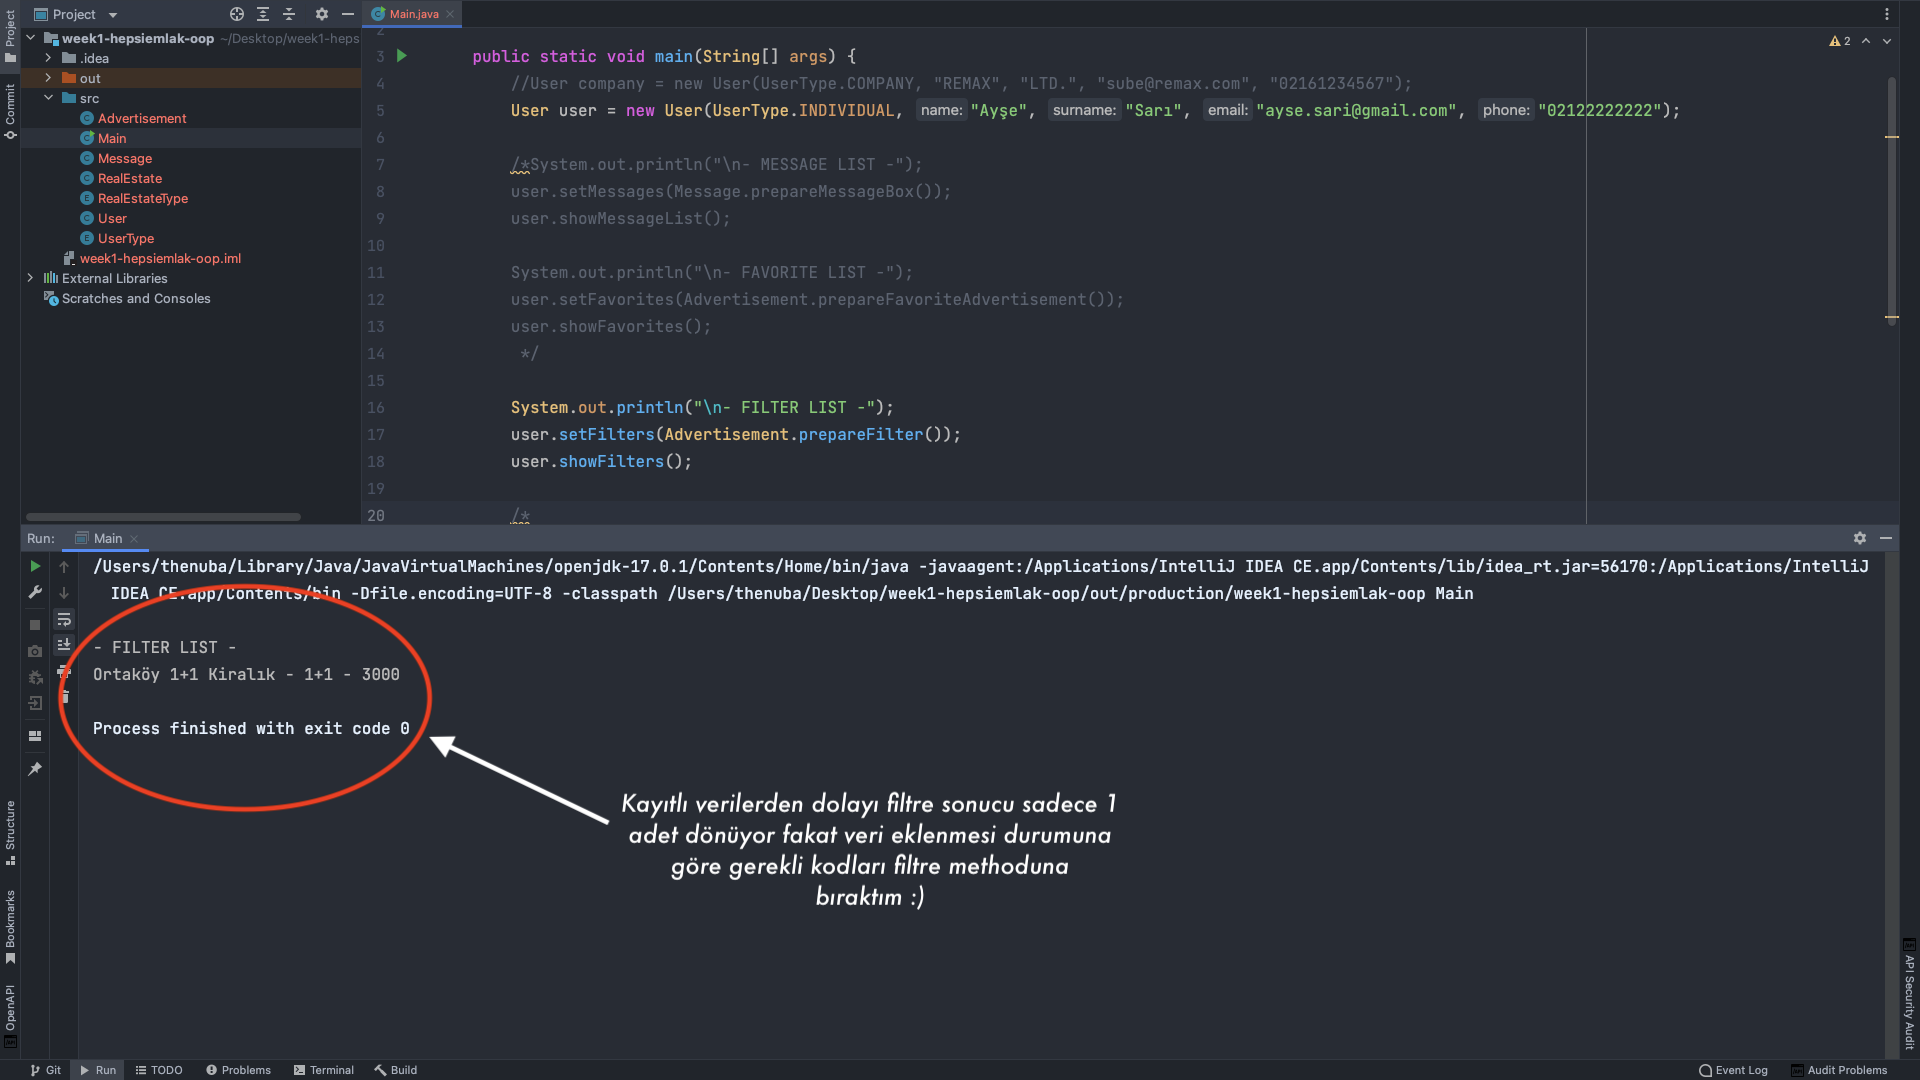 Project
Main.java
week1-hepsiemlak-oop ~/Desktop/week1-heps
.idea
out
src
Advertisement
Main
Message
RealEstate
RealEstateType
User
UserType
week1-hepsiemlak-oop.iml
External Libraries
Scratches and Consoles
Project
Commit
Structure
Bookmarks
OpenAPI
2
2
3 public static void main(String[] args) {
4 //User company = new User(UserType.COMPANY, "REMAX", "LTD.", "sube@remax.com", "02161234567");
5 User user = new User(UserType.INDIVIDUAL, name: "Ayşe", surname: "Sarı", email: "ayse.sari@gmail.com", phone: "02122222222");
6
7 /*System.out.println("\n- MESSAGE LIST -");
8 user.setMessages(Message.prepareMessageBox());
9 user.showMessageList();
10
11 System.out.println("\n- FAVORITE LIST -");
12 user.setFavorites(Advertisement.prepareFavoriteAdvertisement());
13 user.showFavorites();
14 */
15
16 System.out.println("\n- FILTER LIST -");
17 user.setFilters(Advertisement.prepareFilter());
18 user.showFilters();
19
20 /*
Run: Main
/Users/thenuba/Library/Java/JavaVirtualMachines/openjdk-17.0.1/Contents/Home/bin/java -javaagent:/Applications/IntelliJ IDEA CE.app/Contents/lib/idea_rt.jar=56170:/Applications/IntelliJ
IDEA CE.app/Contents/bin -Dfile.encoding=UTF-8 -classpath /Users/thenuba/Desktop/week1-hepsiemlak-oop/out/production/week1-hepsiemlak-oop Main
- FILTER LIST -
Ortaköy 1+1 Kiralık - 1+1 - 3000
Process finished with exit code 0
Kayıtlı verilerden dolayı filtre sonucu sadece 1
adet dönüyor fakat veri eklenmesi durumuna
göre gerekli kodları filtre methoduna
bıraktım :)
API Security Audit
Git Run TODO Problems Terminal Build Event Log Audit Problems